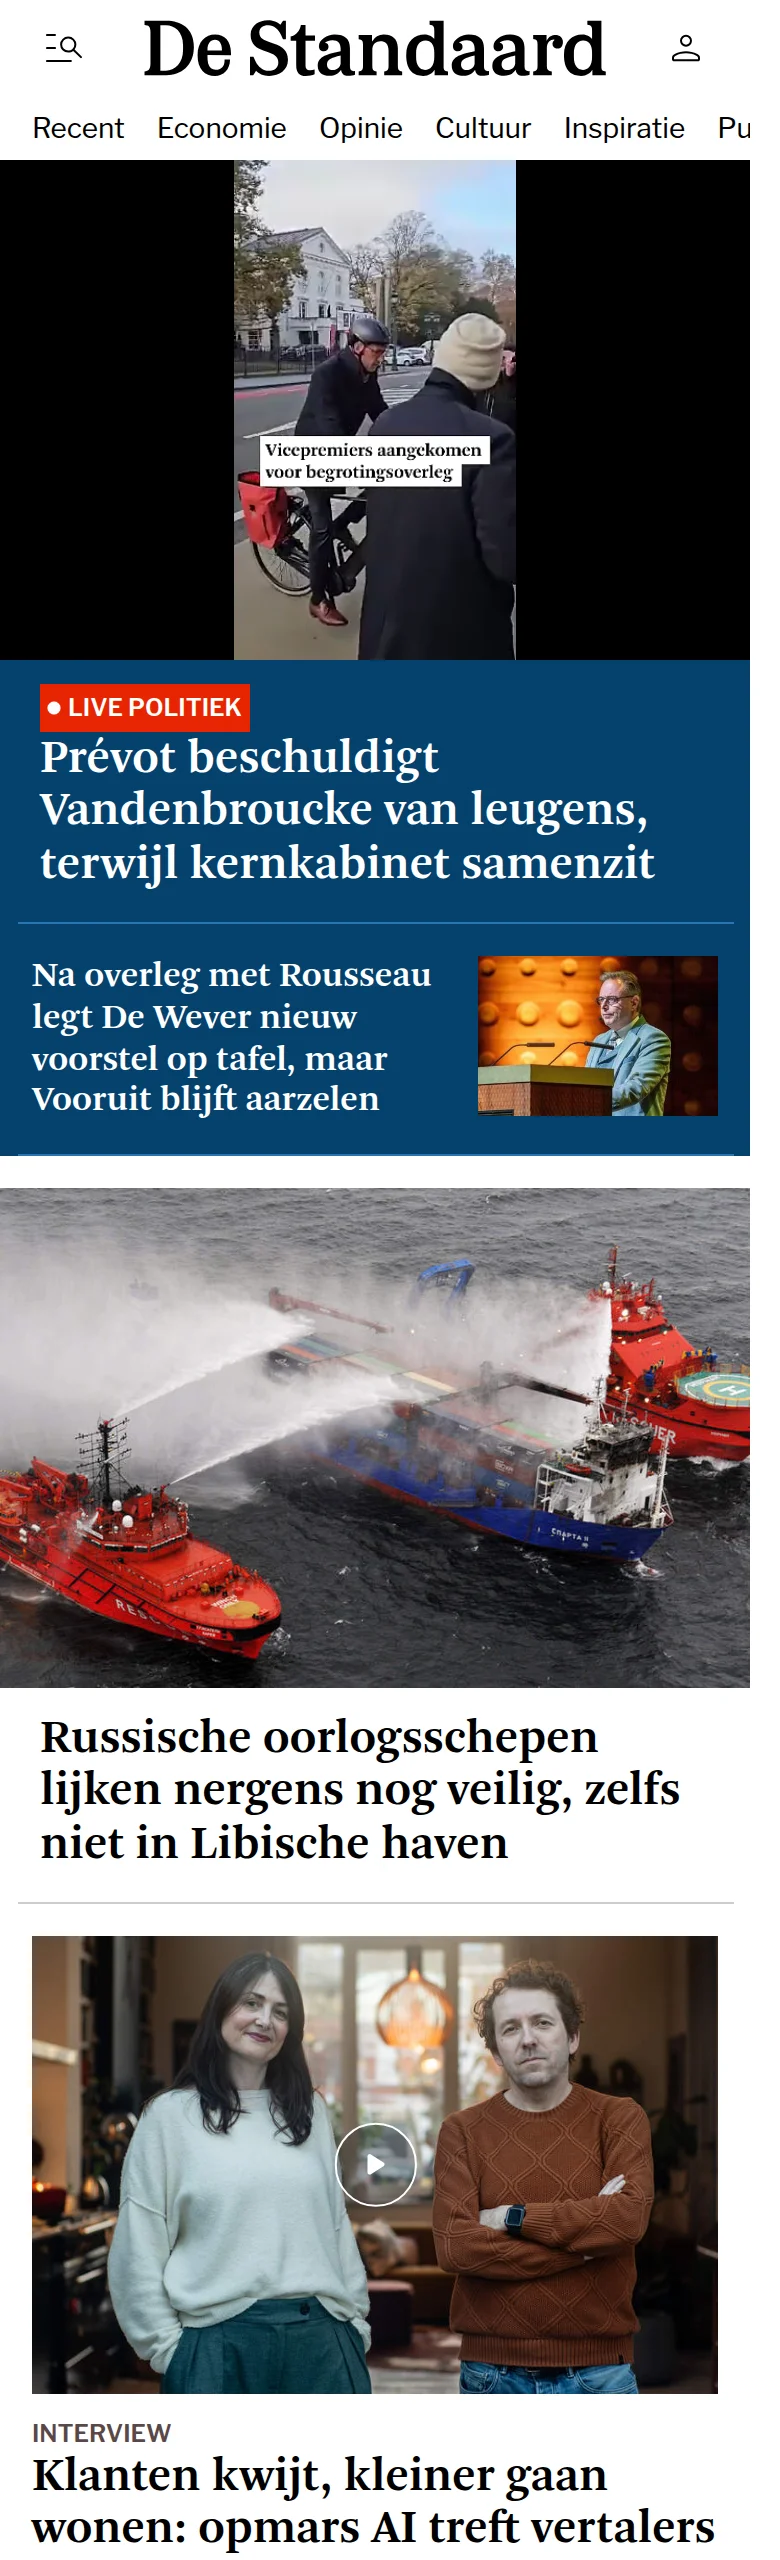 De Standaard
Recent Economie Opinie Cultuur Inspiratie Pu
Vicepremiers aangekomen
voor begrotingsoverleg
LIVE POLITIEK
Prévot beschuldigt
Vandenbroucke van leugens,
terwijl kernkabinet samenzit
Na overleg met Rousseau
legt De Wever nieuw
voorstel op tafel, maar
Vooruit blijft aarzelen
СПАРТА II
Russische oorlogsschepen
lijken nergens nog veilig, zelfs
niet in Libische haven
INTERVIEW
Klanten kwijt, kleiner gaan
wonen: opmars AI treft vertalers